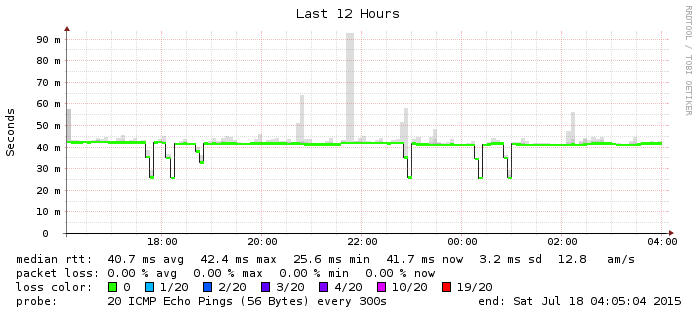 Last 12 Hours
RRDTOOL / TOBI OETIKER
Seconds
90 m
80 m
70 m
60 m
50 m
40 m
30 m
20 m
10 m
0
18:00 20:00 22:00 00:00 02:00 04:00
median rtt: 40.7 ms avg 42.4 ms max 25.6 ms min 41.7 ms now 3.2 ms sd 12.8 am/s
packet loss: 0.00 % avg 0.00 % max 0.00 % min 0.00 % now
loss color: 0 1/20 2/20 3/20 4/20 10/20 19/20
probe: 20 ICMP Echo Pings (56 Bytes) every 300s end: Sat Jul 18 04:05:04 2015